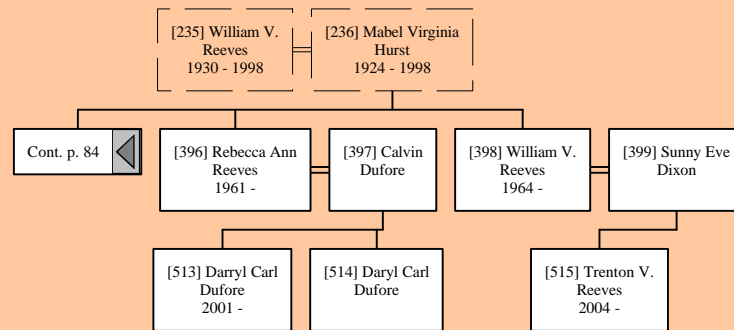 [235] William V.
Reeves
1930 - 1998
[236] Mabel Virginia
Hurst
1924 - 1998
Cont. p. 84
[396] Rebecca Ann
Reeves
1961 -
[397] Calvin
Dufore
[398] William V.
Reeves
1964 -
[399] Sunny Eve
Dixon
[513] Darryl Carl
Dufore
2001 -
[514] Daryl Carl
Dufore
[515] Trenton V.
Reeves
2004 -